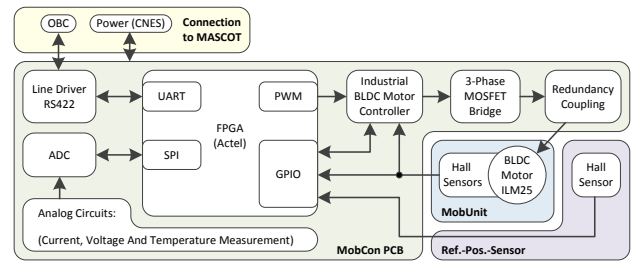 OBC
Power (CNES)
Connection
to MASCOT
Line Driver
RS422
UART
FPGA
(Actel)
PWM
Industrial
BLDC Motor
Controller
3-Phase
MOSFET
Bridge
Redundancy
Coupling
ADC
SPI
GPIO
Hall
Sensors
BLDC
Motor
ILM25
Hall
Sensor
Analog Circuits:
(Current, Voltage And Temperature Measurement)
MobUnit
MobCon PCB
Ref.-Pos.-Sensor